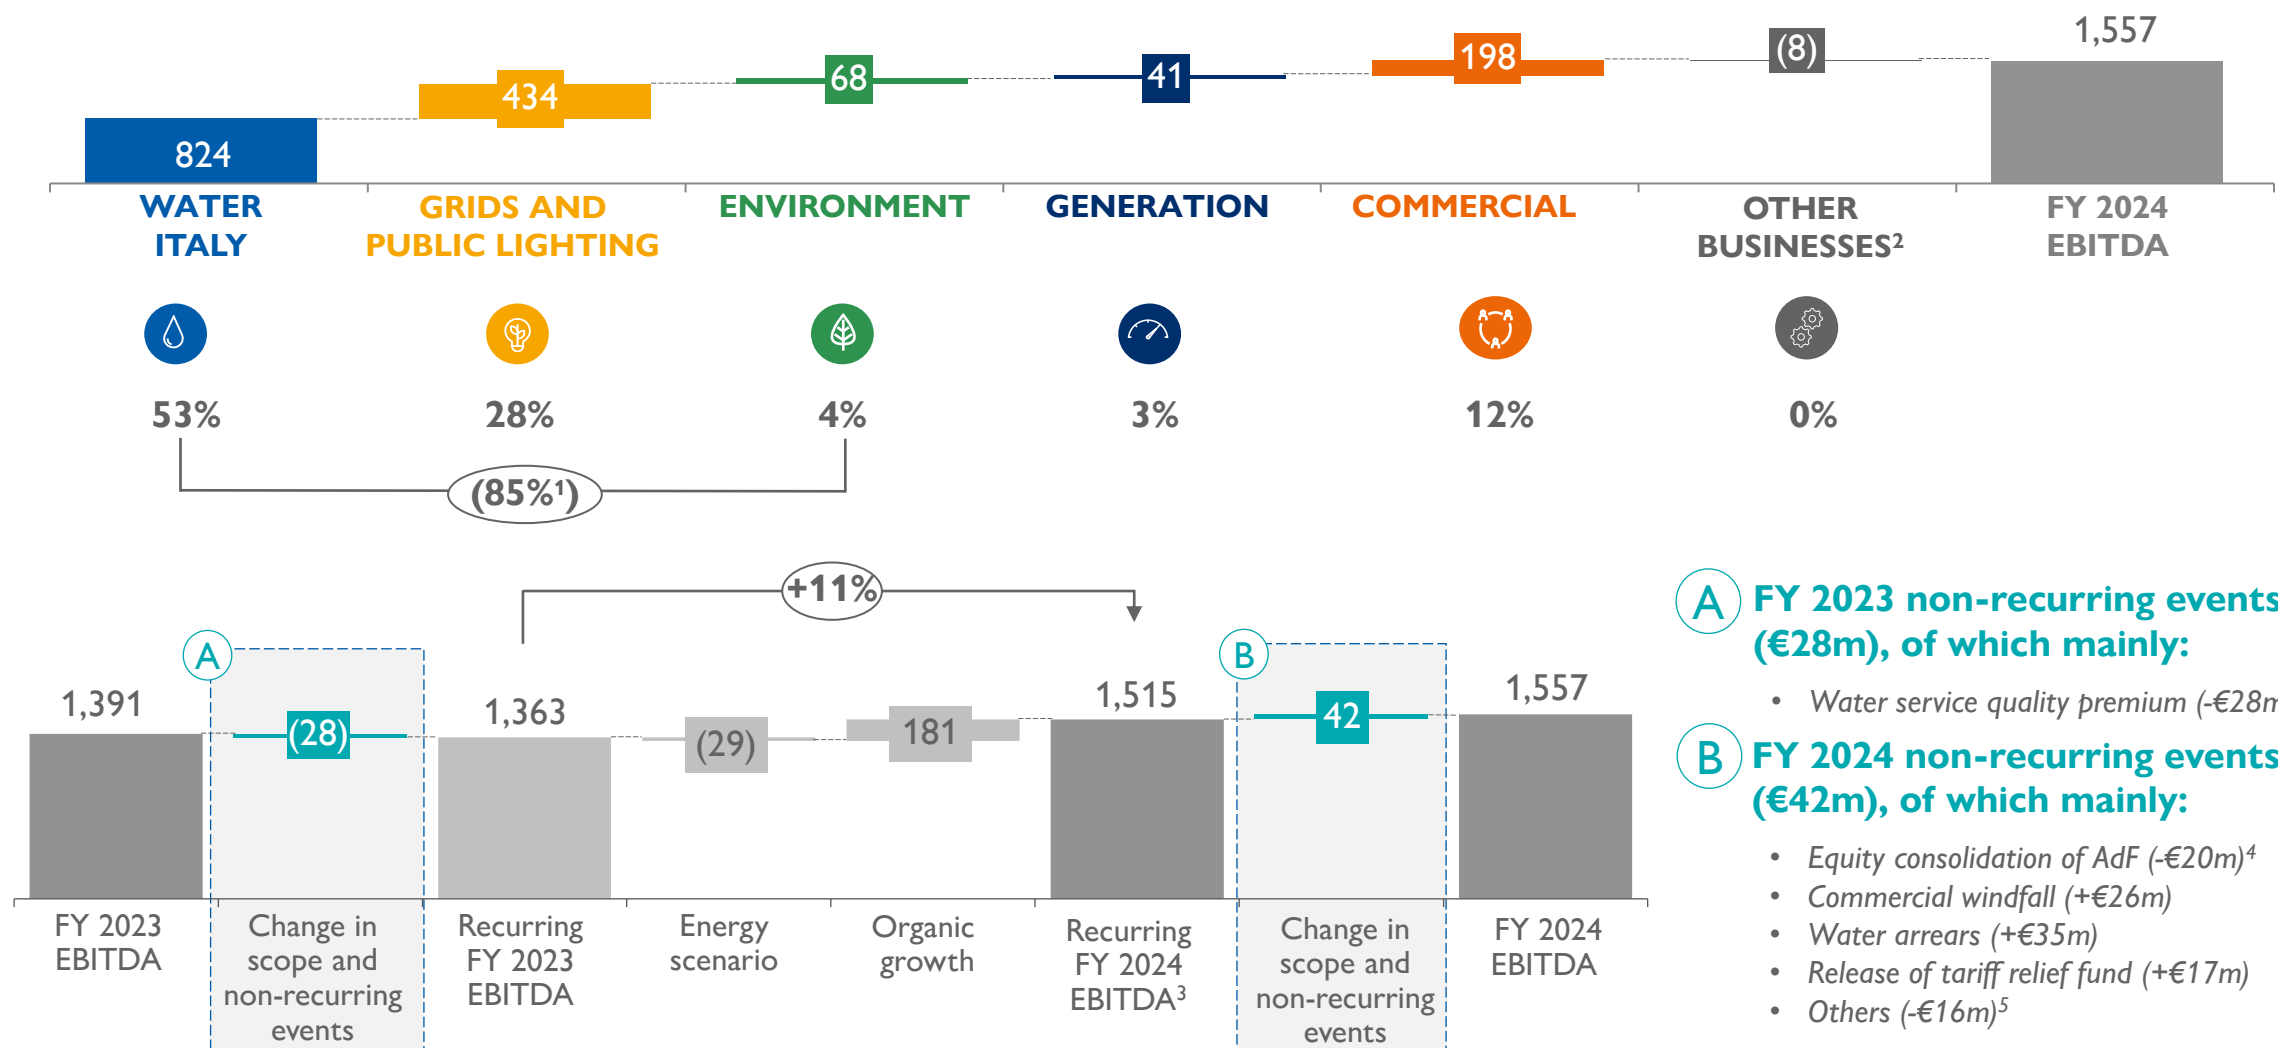 824
434
68
41
198
(8)
1,557
WATER
ITALY
GRIDS AND
PUBLIC LIGHTING
ENVIRONMENT
GENERATION
COMMERCIAL
OTHER
BUSINESSES²
FY 2024
EBITDA
53%
28%
4%
3%
12%
0%
(85%¹)
+11%
A
B
1,391
(28)
1,363
(29)
181
1,515
42
1,557
FY 2023
EBITDA
Change in
scope and
non-recurring
events
Recurring
FY 2023
EBITDA
Energy
scenario
Organic
growth
Recurring
FY 2024
EBITDA³
Change in
scope and
non-recurring
events
FY 2024
EBITDA
A FY 2023 non-recurring events
(€28m), of which mainly:
• Water service quality premium (-€28m
B FY 2024 non-recurring events
(€42m), of which mainly:
• Equity consolidation of AdF (-€20m)⁴
• Commercial windfall (+€26m)
• Water arrears (+€35m)
• Release of tariff relief fund (+€17m)
• Others (-€16m)⁵